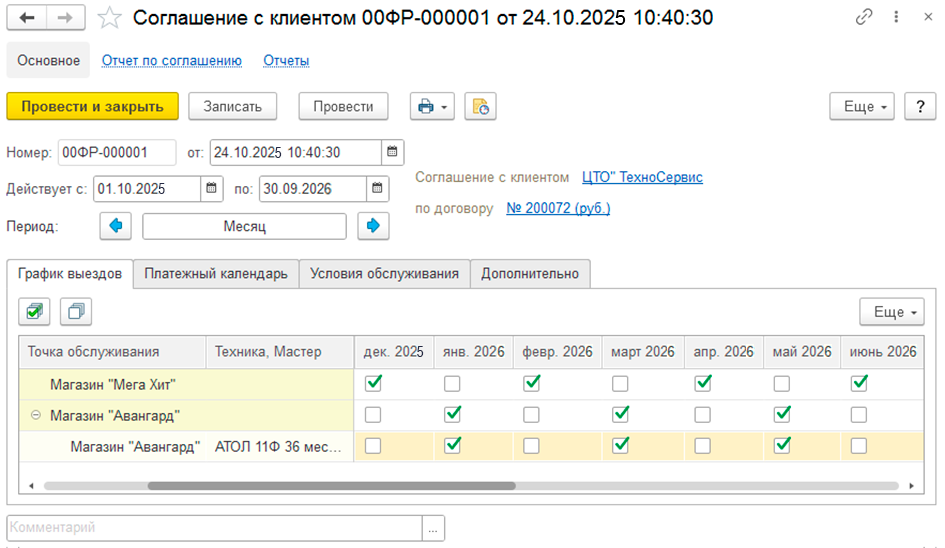 Соглашение с клиентом 00ФР-000001 от 24.10.2025 10:40:30
Основное Отчет по соглашению Отчеты
Провести и закрыть Записать Провести Еще ?
Номер: 00ФР-000001 от: 24.10.2025 10:40:30
Соглашение с клиентом ЦТО" ТехноСервис
Действует с: 01.10.2025 по: 30.09.2026
по договору № 200072 (руб.)
Период: Месяц
График выездов Платежный календарь Условия обслуживания Дополнительно
Еще
Точка обслуживания Техника, Мастер дек. 2025 янв. 2026 февр. 2026 март 2026 апр. 2026 май 2026 июнь 2026
Магазин "Мега Хит"
Магазин "Авангард"
Магазин "Авангард" АТОЛ 11Ф 36 мес...
Комментарий ...